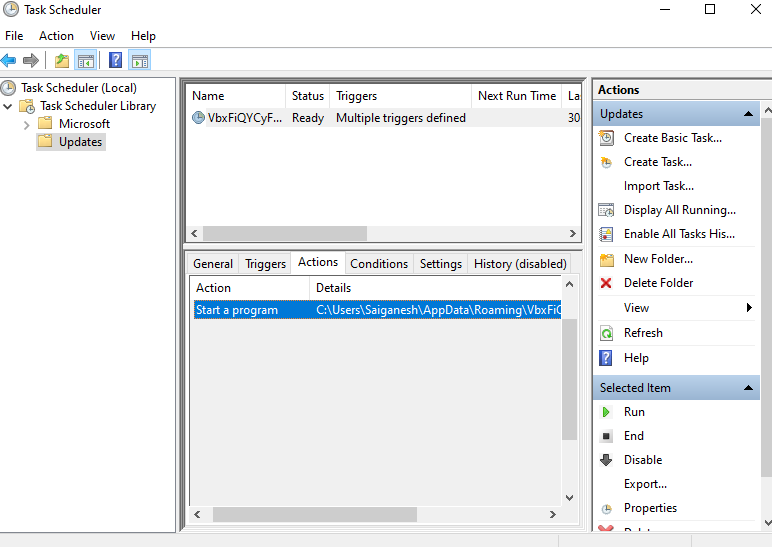 Task Scheduler
File Action View Help
Task Scheduler (Local)
Task Scheduler Library
Microsoft
Updates
Name Status Triggers Next Run Time La
VbxFiQYCyF... Ready Multiple triggers defined 30
General Triggers Actions Conditions Settings History (disabled)
Action Details
Start a program C:\Users\Saiganesh\AppData\Roaming\VbxFiQ
Actions
Updates
Create Basic Task...
Create Task...
Import Task...
Display All Running...
Enable All Tasks His...
New Folder...
Delete Folder
View
Refresh
Help
Selected Item
Run
End
Disable
Export...
Properties